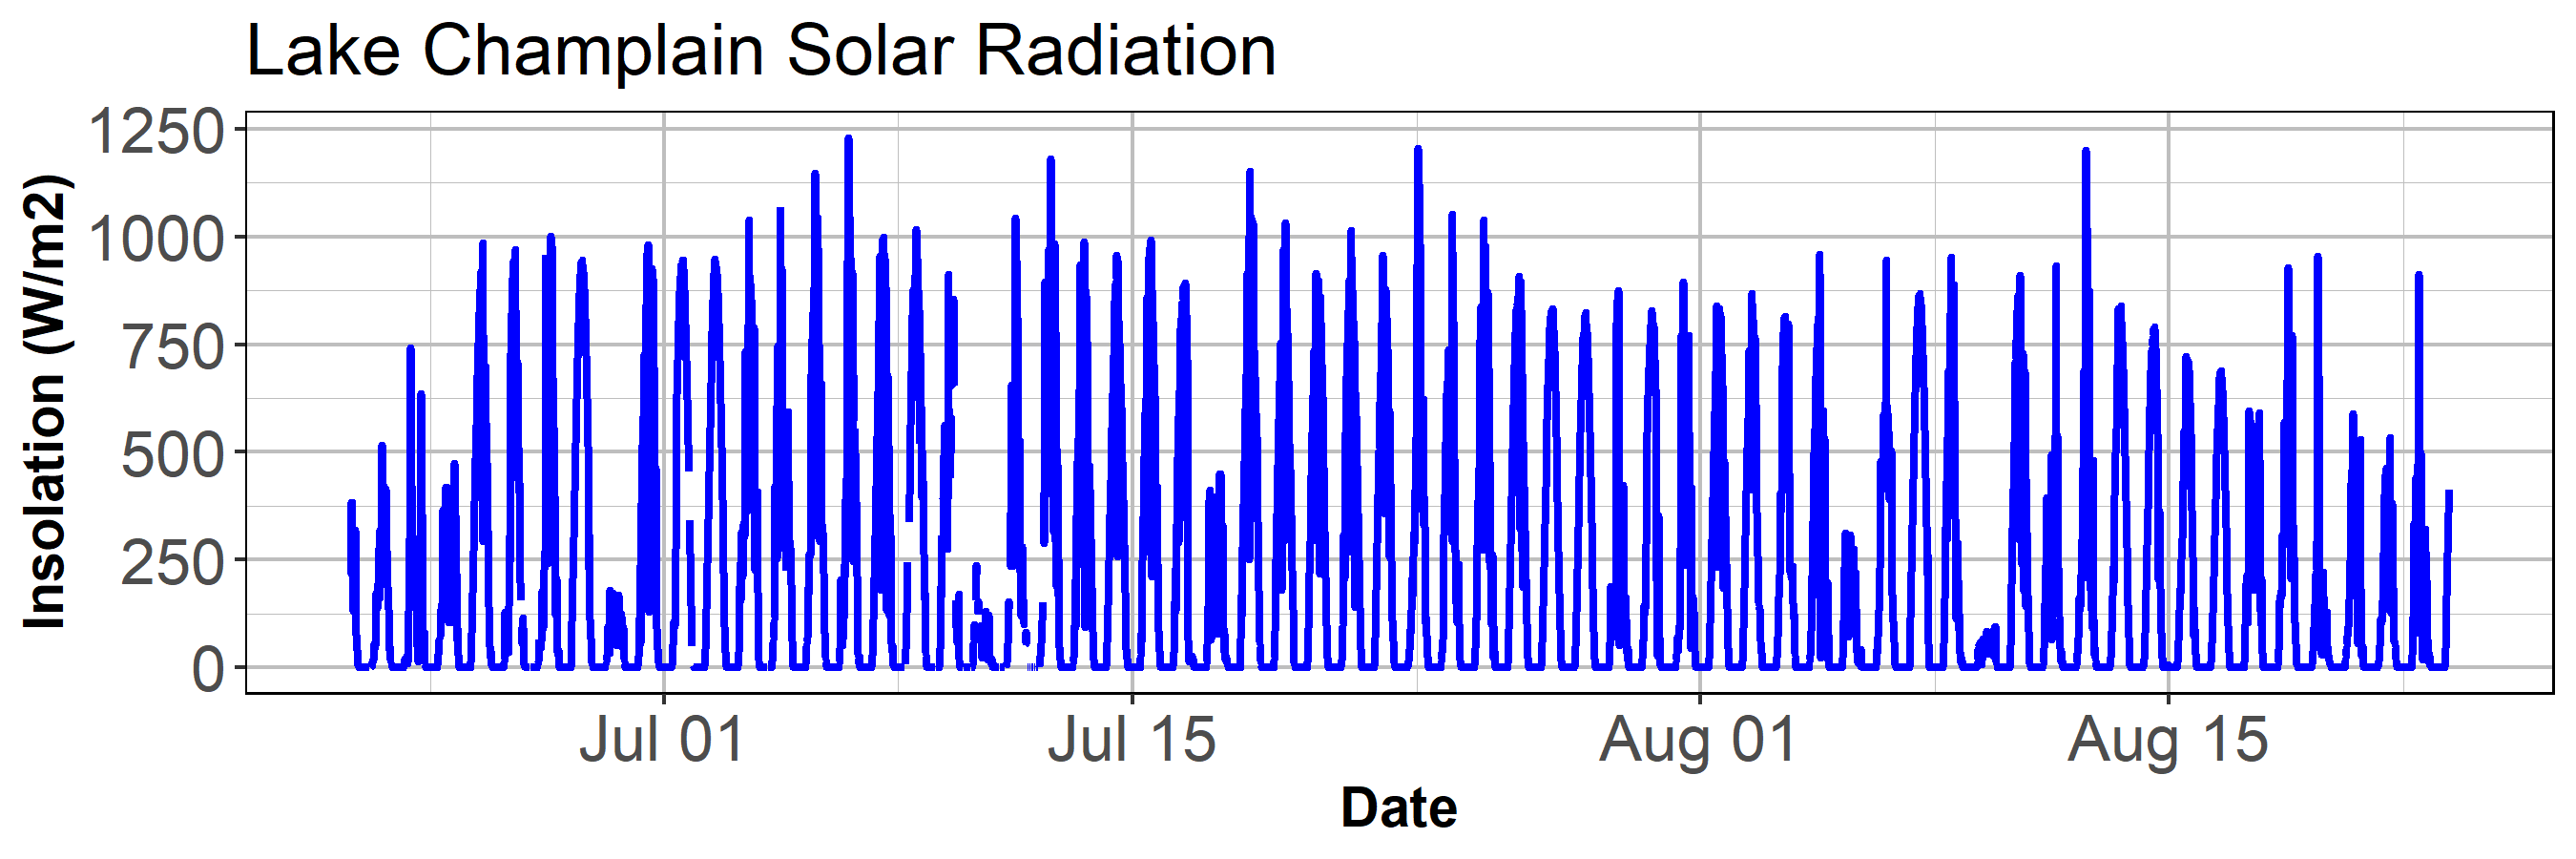 Lake Champlain Solar Radiation
1250
1000
750
500
250
0
Insolation (W/m2)
Jul 01
Jul 15
Aug 01
Aug 15
Date